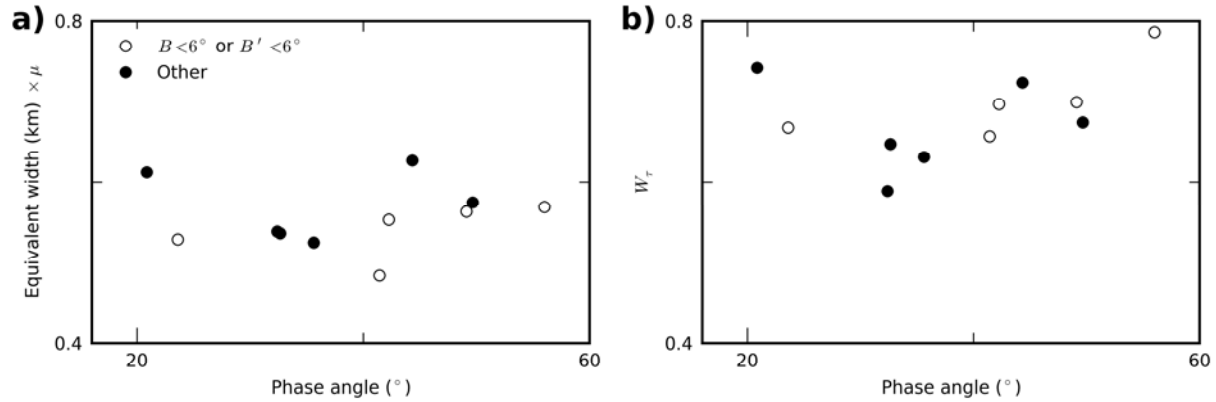 a)
0.8
B <6° or B′ <6°
Other
Equivalent width (km) × μ
0.4
20
60
Phase angle (°)
b)
0.8
W_τ
0.4
20
60
Phase angle (°)